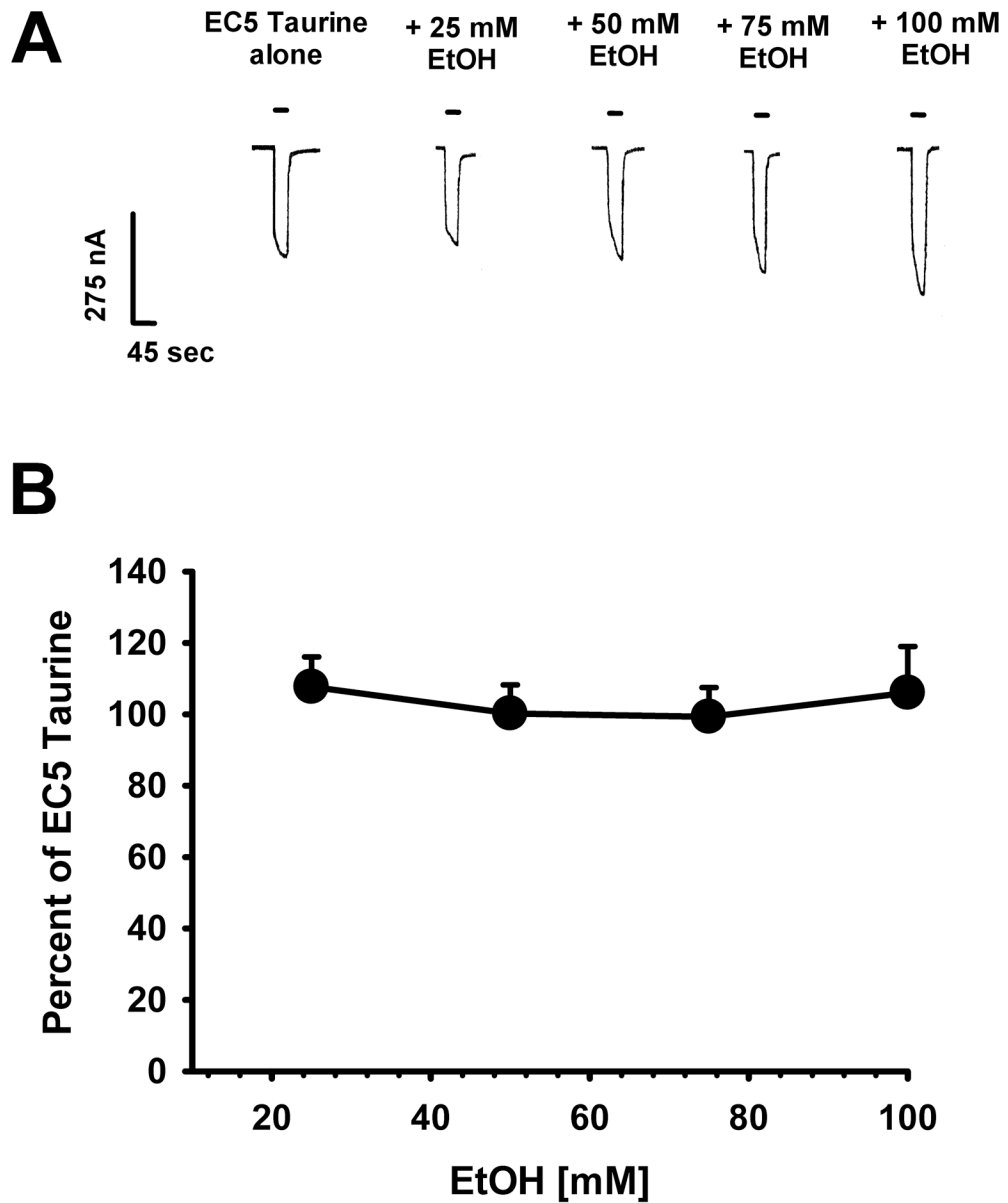 A
EC5 Taurine
alone
+ 25 mM
EtOH
+ 50 mM
EtOH
+ 75 mM
EtOH
+ 100 mM
EtOH
275 nA
45 sec
B
Percent of EC5 Taurine
140
120
100
80
60
40
20
0
20 40 60 80 100
EtOH [mM]